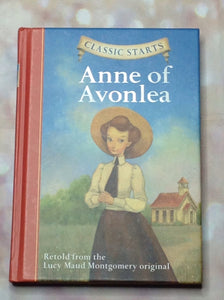 CLASSIC STARTS
Anne of
Avonlea
Retold from the
Lucy Maud Montgomery original